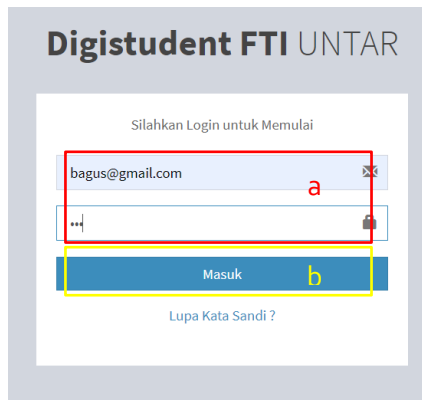 Digistudent FTI UNTAR
Silahkan Login untuk Memulai
bagus@gmail.com
a
•••
Masuk
b
Lupa Kata Sandi ?